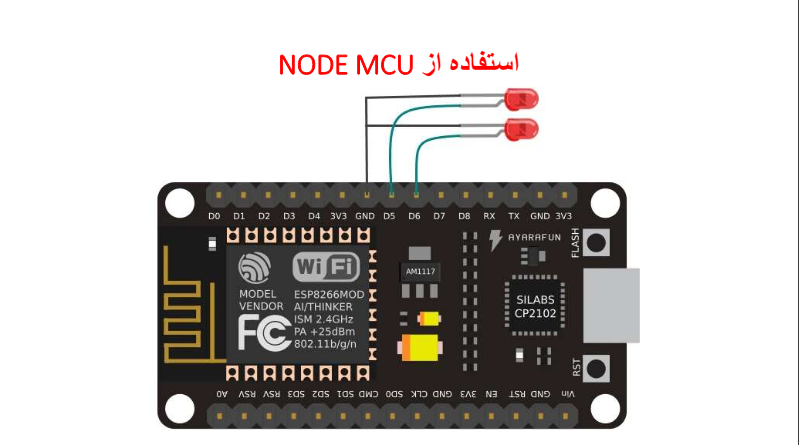 استفاده از NODE MCU
D0 D1 D2 D3 D4 3V3 GND D5 D6 D7 D8 RX TX GND 3V3
AYARAFUN
FLASH
WiFi
AM1117
MODEL
VENDOR
ESP8266MOD
AI/THINKER
ISM 2.4GHz
PA +25dBm
802.11b/g/n
FC
SILABS
CP2102
RST
A0 RSV RSV SD3 SD2 SD1 CMD SD0 CLK GND 3V3 EN RST GND Vin